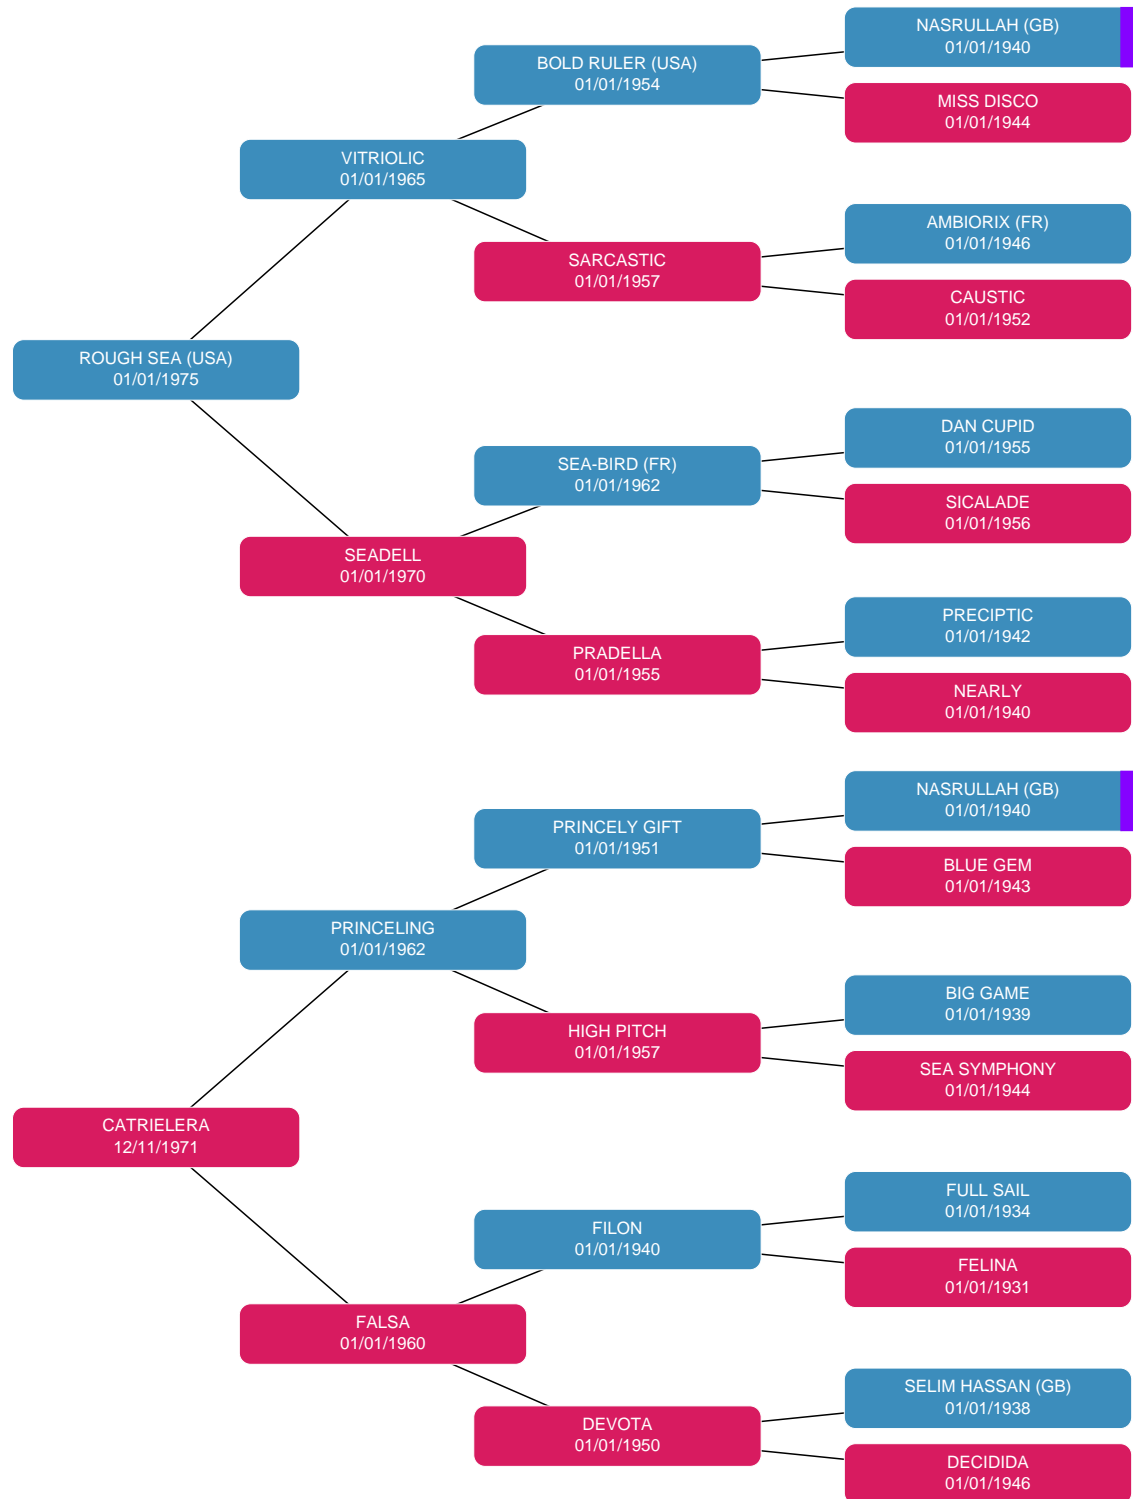 NASRULLAH (GB)
01/01/1940
BOLD RULER (USA)
01/01/1954
MISS DISCO
01/01/1944
VITRIOLIC
01/01/1965
AMBIORIX (FR)
01/01/1946
SARCASTIC
01/01/1957
CAUSTIC
01/01/1952
ROUGH SEA (USA)
01/01/1975
DAN CUPID
01/01/1955
SEA-BIRD (FR)
01/01/1962
SICALADE
01/01/1956
SEADELL
01/01/1970
PRECIPTIC
01/01/1942
PRADELLA
01/01/1955
NEARLY
01/01/1940
NASRULLAH (GB)
01/01/1940
PRINCELY GIFT
01/01/1951
BLUE GEM
01/01/1943
PRINCELING
01/01/1962
BIG GAME
01/01/1939
HIGH PITCH
01/01/1957
SEA SYMPHONY
01/01/1944
CATRIELERA
12/11/1971
FULL SAIL
01/01/1934
FILON
01/01/1940
FELINA
01/01/1931
FALSA
01/01/1960
SELIM HASSAN (GB)
01/01/1938
DEVOTA
01/01/1950
DECIDIDA
01/01/1946